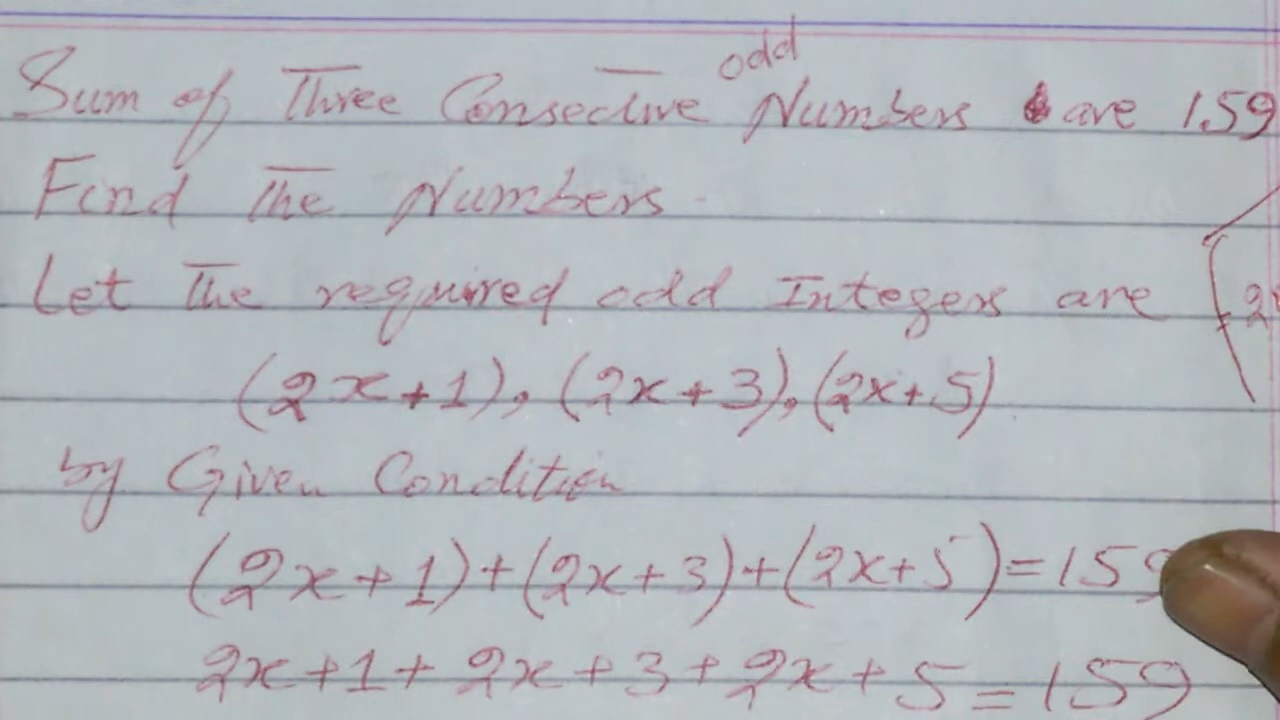 Sum of Three Consective odd Numbers are 159
Find The Numbers.
Let The required odd Integers are
(2x+1), (2x+3), (2x+5)
by Given Condition
(2x+1)+(2x+3)+(2x+5)=159
2x+1+2x+3+2x+5=159